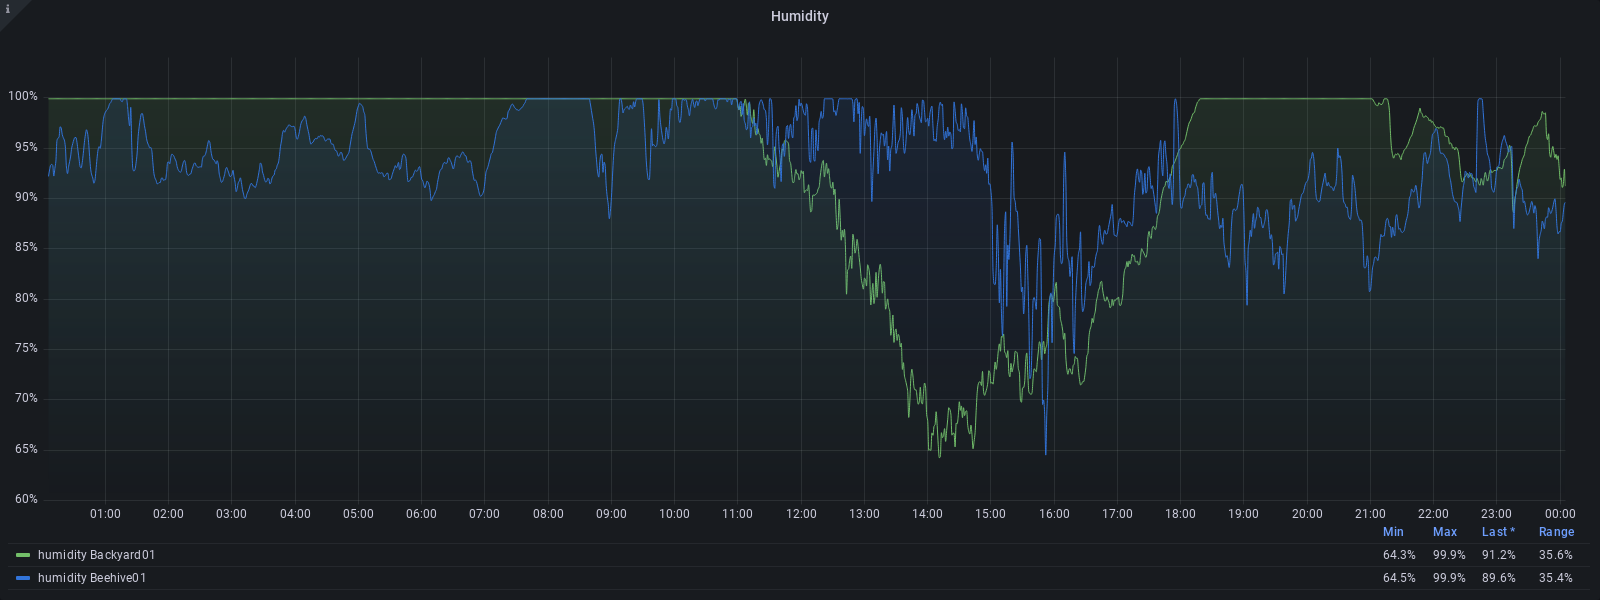 i
Humidity
100%
95%
90%
85%
80%
75%
70%
65%
60%
01:00 02:00 03:00 04:00 05:00 06:00 07:00 08:00 09:00 10:00 11:00 12:00 13:00 14:00 15:00 16:00 17:00 18:00 19:00 20:00 21:00 22:00 23:00 00:00
Min Max Last * Range
humidity Backyard01 64.3% 99.9% 91.2% 35.6%
humidity Beehive01 64.5% 99.9% 89.6% 35.4%